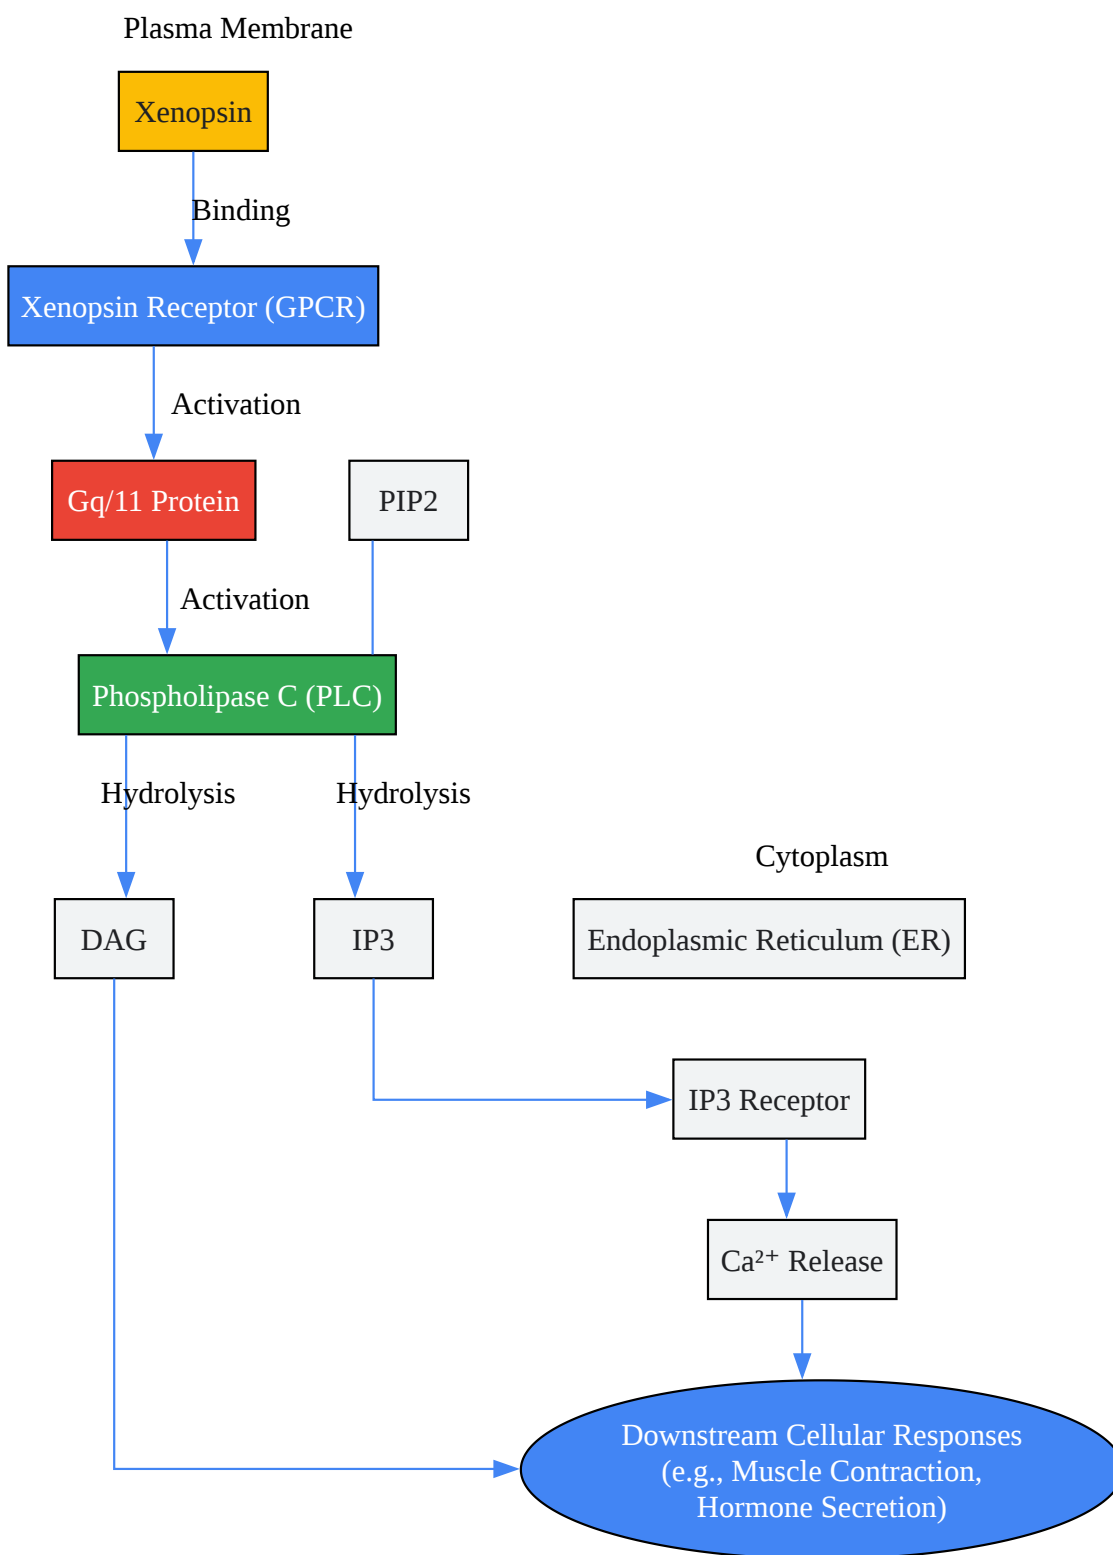 Plasma Membrane
Xenopsin
Binding
Xenopsin Receptor (GPCR)
Activation
Gq/11 Protein
PIP2
Activation
Phospholipase C (PLC)
Hydrolysis
Hydrolysis
Cytoplasm
DAG
IP3
Endoplasmic Reticulum (ER)
IP3 Receptor
Ca²⁺ Release
Downstream Cellular Responses
(e.g., Muscle Contraction,
Hormone Secretion)